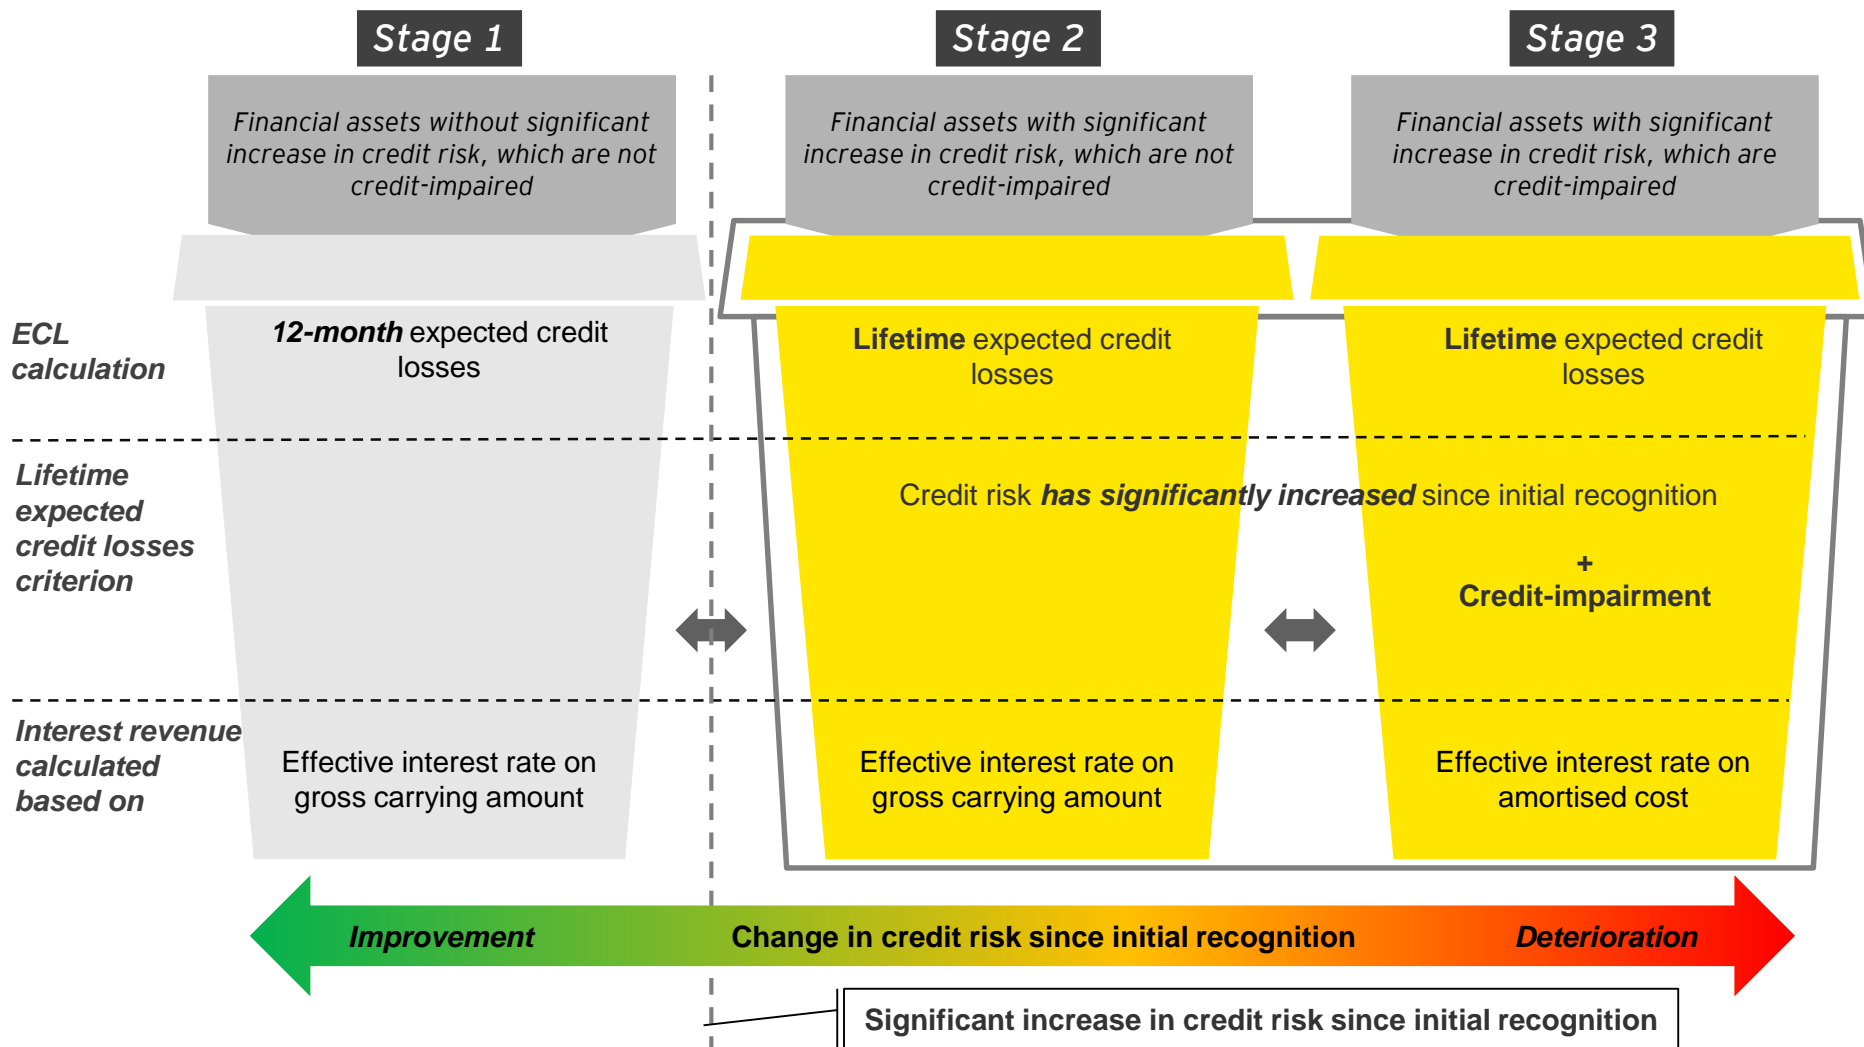 Stage 1
Stage 2
Stage 3
Financial assets without significant
increase in credit risk, which are not
credit-impaired
Financial assets with significant
increase in credit risk, which are not
credit-impaired
Financial assets with significant
increase in credit risk, which are
credit-impaired
ECL
calculation
12-month expected credit
losses
Lifetime expected credit
losses
Lifetime expected credit
losses
Lifetime
expected
credit losses
criterion
Credit risk has significantly increased since initial recognition
+
Credit-impairment
Interest revenue
calculated
based on
Effective interest rate on
gross carrying amount
Effective interest rate on
gross carrying amount
Effective interest rate on
amortised cost
Improvement
Change in credit risk since initial recognition
Deterioration
Significant increase in credit risk since initial recognition